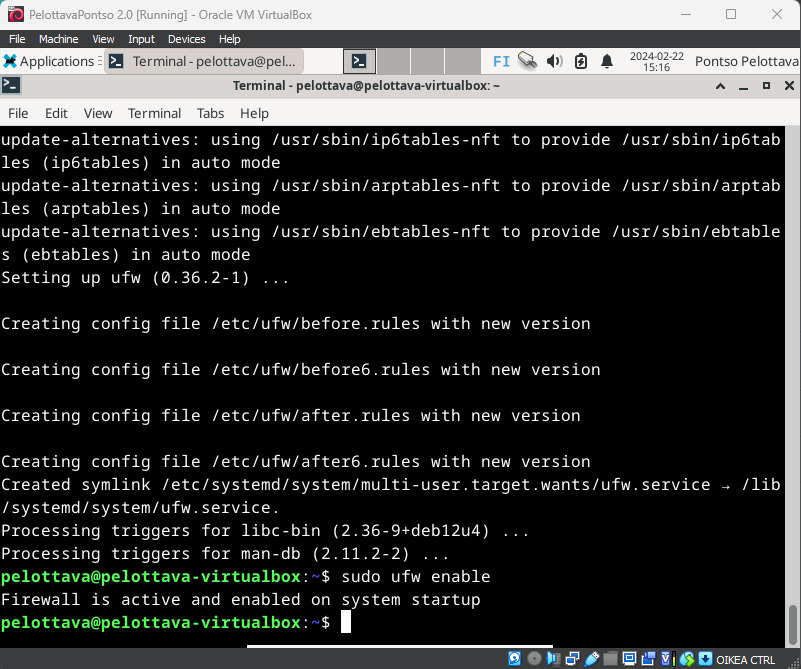 PelottavaPontso 2.0 [Running] - Oracle VM VirtualBox
File Machine View Input Devices Help
Applications Terminal - pelottava@pel... FI 2024-02-22 15:16 Pontso Pelottava
Terminal - pelottava@pelottava-virtualbox: ~
File Edit View Terminal Tabs Help
update-alternatives: using /usr/sbin/ip6tables-nft to provide /usr/sbin/ip6tab
les (ip6tables) in auto mode
update-alternatives: using /usr/sbin/arptables-nft to provide /usr/sbin/arptab
les (arptables) in auto mode
update-alternatives: using /usr/sbin/ebtables-nft to provide /usr/sbin/ebtable
s (ebtables) in auto mode
Setting up ufw (0.36.2-1) ...
Creating config file /etc/ufw/before.rules with new version
Creating config file /etc/ufw/before6.rules with new version
Creating config file /etc/ufw/after.rules with new version
Creating config file /etc/ufw/after6.rules with new version
Created symlink /etc/systemd/system/multi-user.target.wants/ufw.service → /lib
/systemd/system/ufw.service.
Processing triggers for libc-bin (2.36-9+deb12u4) ...
Processing triggers for man-db (2.11.2-2) ...
pelottava@pelottava-virtualbox:~$ sudo ufw enable
Firewall is active and enabled on system startup
pelottava@pelottava-virtualbox:~$
OIKEA CTRL